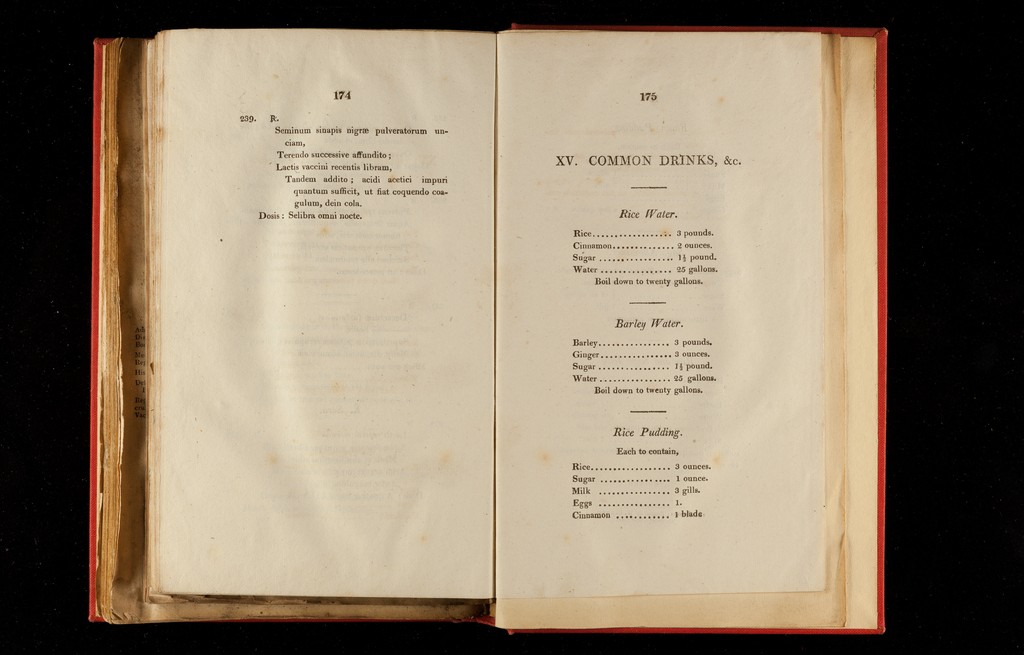 174
239. R.
Seminum sinapis nigræ pulveratorum un-
ciam,
Terendo successive affundito ;
Lactis vaccini recentis libram,
Tandem addito ; acidi acetici impuri
quantum sufficit, ut fiat coquendo coa-
gulum, dein cola.
Dosis : Selibra omni nocte.
175
XV. COMMON DRINKS, &c.
Rice Water.
Rice.................. 3 pounds.
Cinnamon.............. 2 ounces.
Sugar ................. 1½ pound.
Water ................ 25 gallons.
Boil down to twenty gallons.
Barley Water.
Barley................ 3 pounds.
Ginger................ 3 ounces.
Sugar ................ 1½ pound.
Water ................ 25 gallons.
Boil down to twenty gallons.
Rice Pudding.
Each to contain,
Rice.................. 3 ounces.
Sugar ................ 1 ounce.
Milk ................ 3 gills.
Eggs ................ 1.
Cinnamon ............ blade